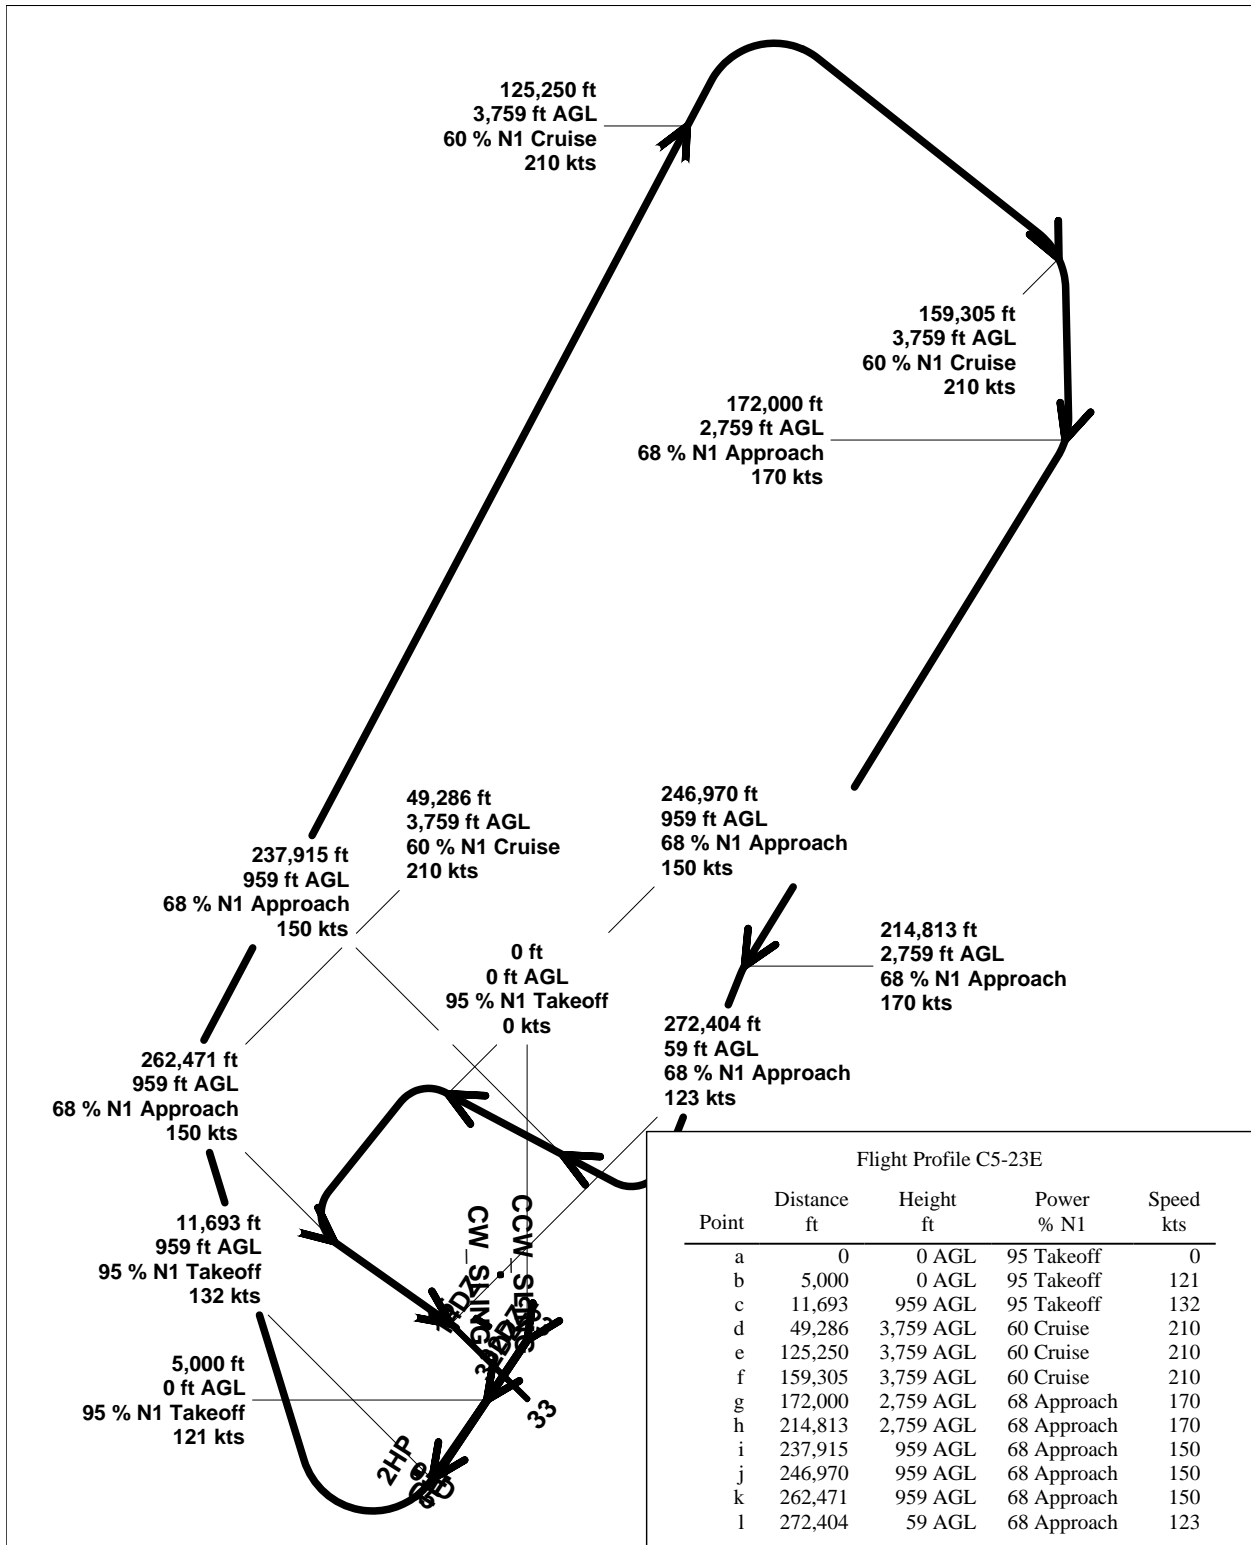 125,250 ft
3,759 ft AGL
60 % N1 Cruise
210 kts
159,305 ft
3,759 ft AGL
60 % N1 Cruise
210 kts
172,000 ft
2,759 ft AGL
68 % N1 Approach
170 kts
49,286 ft
3,759 ft AGL
60 % N1 Cruise
210 kts
246,970 ft
959 ft AGL
68 % N1 Approach
150 kts
237,915 ft
959 ft AGL
68 % N1 Approach
150 kts
214,813 ft
2,759 ft AGL
68 % N1 Approach
170 kts
0 ft
0 ft AGL
95 % N1 Takeoff
0 kts
272,404 ft
59 ft AGL
68 % N1 Approach
123 kts
262,471 ft
959 ft AGL
68 % N1 Approach
150 kts
11,693 ft
959 ft AGL
95 % N1 Takeoff
132 kts
5,000 ft
0 ft AGL
95 % N1 Takeoff
121 kts
CW_SLING
33
2HP
Flight Profile C5-23E
Distance Height Power Speed
Point ft ft % N1 kts
a 0 0 AGL 95 Takeoff 0
b 5,000 0 AGL 95 Takeoff 121
c 11,693 959 AGL 95 Takeoff 132
d 49,286 3,759 AGL 60 Cruise 210
e 125,250 3,759 AGL 60 Cruise 210
f 159,305 3,759 AGL 60 Cruise 210
g 172,000 2,759 AGL 68 Approach 170
h 214,813 2,759 AGL 68 Approach 170
i 237,915 959 AGL 68 Approach 150
j 246,970 959 AGL 68 Approach 150
k 262,471 959 AGL 68 Approach 150
l 272,404 59 AGL 68 Approach 123